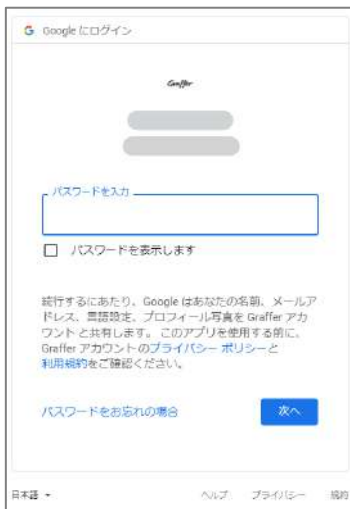 Google にログイン
Graffer
パスワードを入力
パスワードを表示します
続行するにあたり、Google はあなたの名前、メールア
ドレス、言語設定、プロフィール写真を Graffer アカ
ウントと共有します。このアプリを使用する前に、
Graffer アカウントのプライバシー ポリシーと
利用規約をご確認ください。
パスワードをお忘れの場合
次へ
日本語
ヘルプ
プライバシー
規約